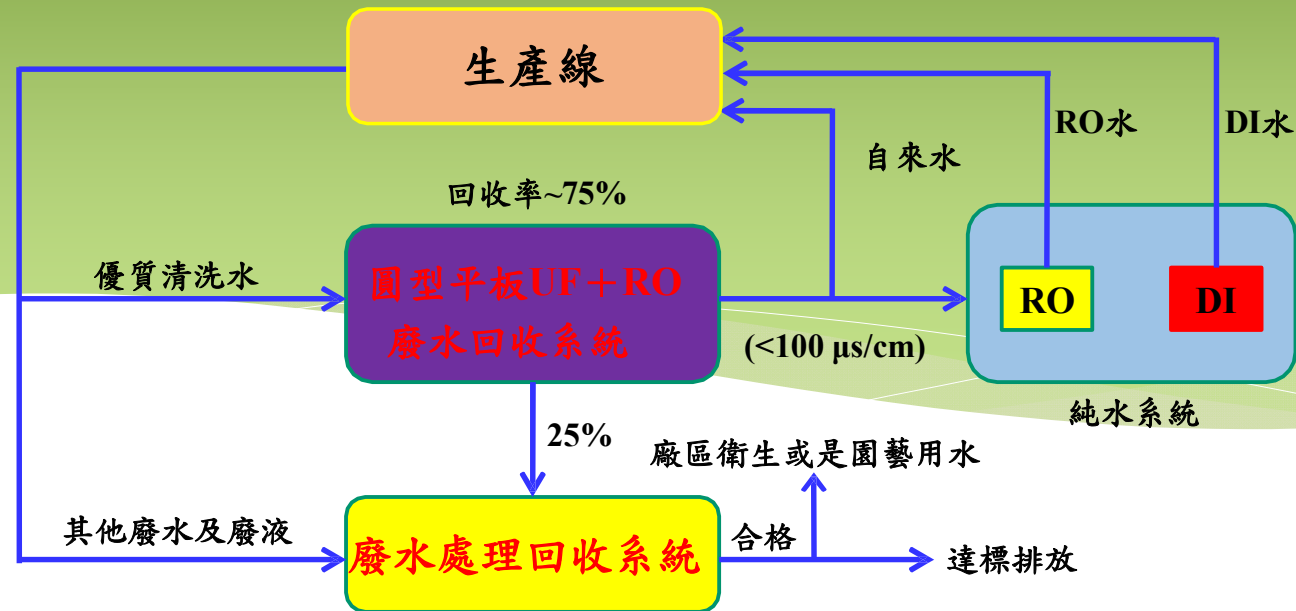 生產線
RO水
DI水
自來水
回收率~75%
優質清洗水
圓型平板UF+RO
廢水回收系統
(<100 μs/cm)
RO
DI
純水系統
25%
廠區衛生或是園藝用水
其他廢水及廢液
廢水處理回收系統
合格
達標排放